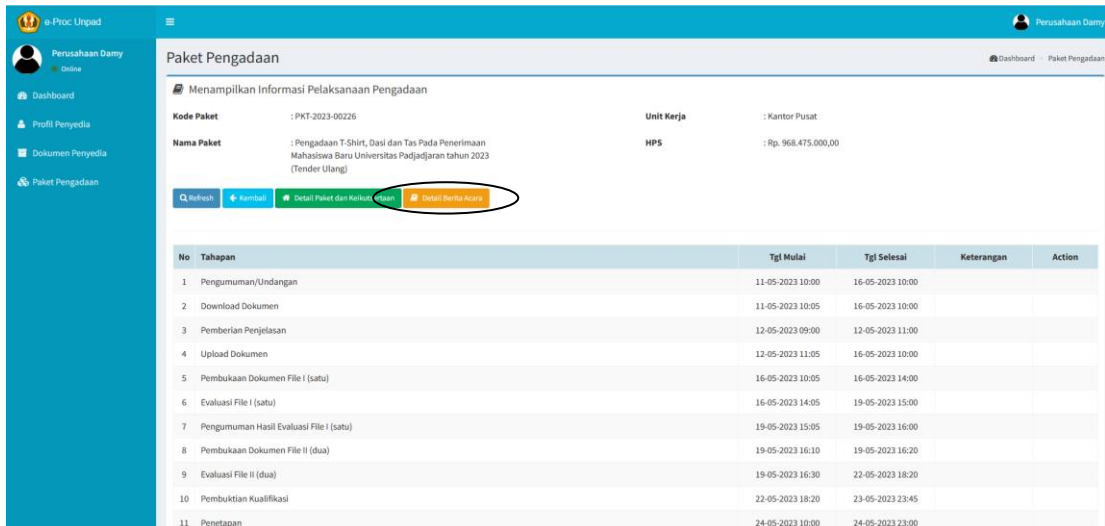 e-Proc Unpad
Perusahaan Damy
Perusahaan Damy
Online
Dashboard
Profil Penyedia
Dokumen Penyedia
Paket Pengadaan
Paket Pengadaan
Dashboard Paket Pengadaan
Menampilkan Informasi Pelaksanaan Pengadaan
Kode Paket : PKT-2023-00226 Unit Kerja : Kantor Pusat
Nama Paket : Pengadaan T-Shirt, Dasi dan Tas Pada Penerimaan HPS : Rp. 968.475.000,00
Mahasiswa Baru Universitas Padjadjaran tahun 2023
(Tender Ulang)
Refresh Kembali Detail Paket dan Keikutsertaan Detail Berita Acara
No Tahapan Tgl Mulai Tgl Selesai Keterangan Action
1 Pengumuman/Undangan 11-05-2023 10:00 16-05-2023 10:00
2 Download Dokumen 11-05-2023 10:05 16-05-2023 10:00
3 Pemberian Penjelasan 12-05-2023 09:00 12-05-2023 11:00
4 Upload Dokumen 12-05-2023 11:05 16-05-2023 10:00
5 Pembukaan Dokumen File I (satu) 16-05-2023 10:05 16-05-2023 14:00
6 Evaluasi File I (satu) 16-05-2023 14:05 19-05-2023 15:00
7 Pengumuman Hasil Evaluasi File I (satu) 19-05-2023 15:05 19-05-2023 16:00
8 Pembukaan Dokumen File II (dua) 19-05-2023 16:10 19-05-2023 16:20
9 Evaluasi File II (dua) 19-05-2023 16:30 22-05-2023 18:20
10 Pembuktian Kualifikasi 22-05-2023 18:20 23-05-2023 23:45
11 Penetapan 24-05-2023 10:00 24-05-2023 23:00